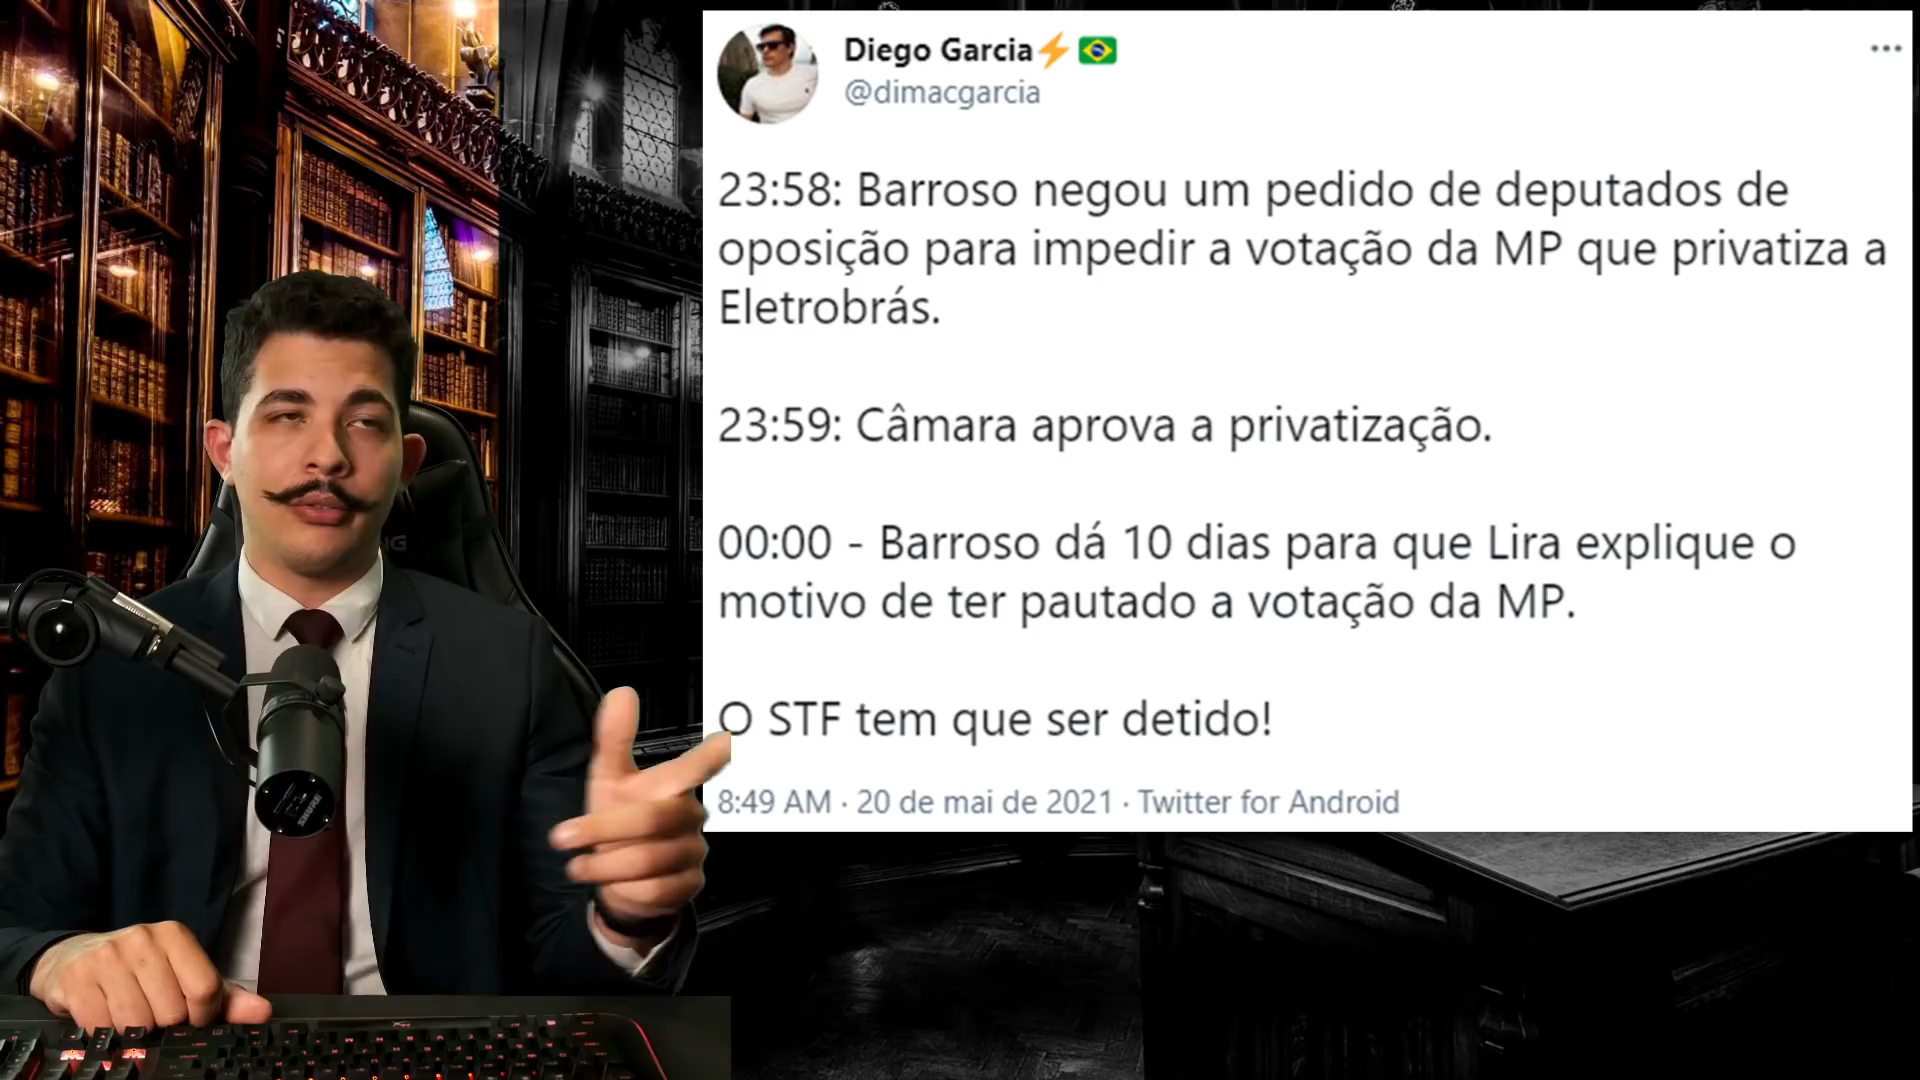 Diego Garcia⚡🇧🇷
@dimacgarcia
23:58: Barroso negou um pedido de deputados de
oposição para impedir a votação da MP que privatiza a
Eletrobrás.
23:59: Câmara aprova a privatização.
00:00 - Barroso dá 10 dias para que Lira explique o
motivo de ter pautado a votação da MP.
O STF tem que ser detido!
8:49 AM · 20 de mai de 2021 · Twitter for Android
SHURE